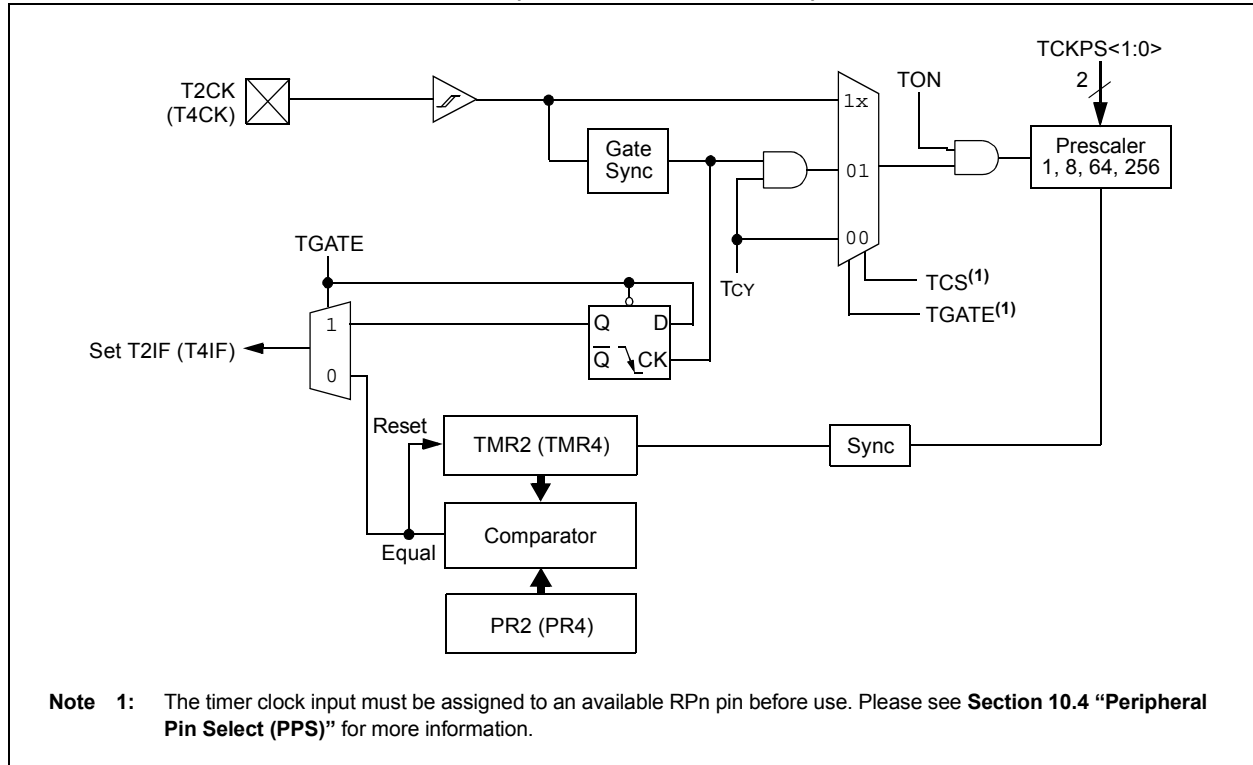 TCKPS<1:0>
2
T2CK
(T4CK)
TON
1x
Prescaler
1, 8, 64, 256
Gate
Sync
01
00
TGATE
TCY
TCS(1)
TGATE(1)
1
Q
D
Set T2IF (T4IF)
Q
CK
0
Reset
TMR2 (TMR4)
Sync
Comparator
Equal
PR2 (PR4)
Note 1: The timer clock input must be assigned to an available RPn pin before use. Please see Section 10.4 “Peripheral
Pin Select (PPS)” for more information.